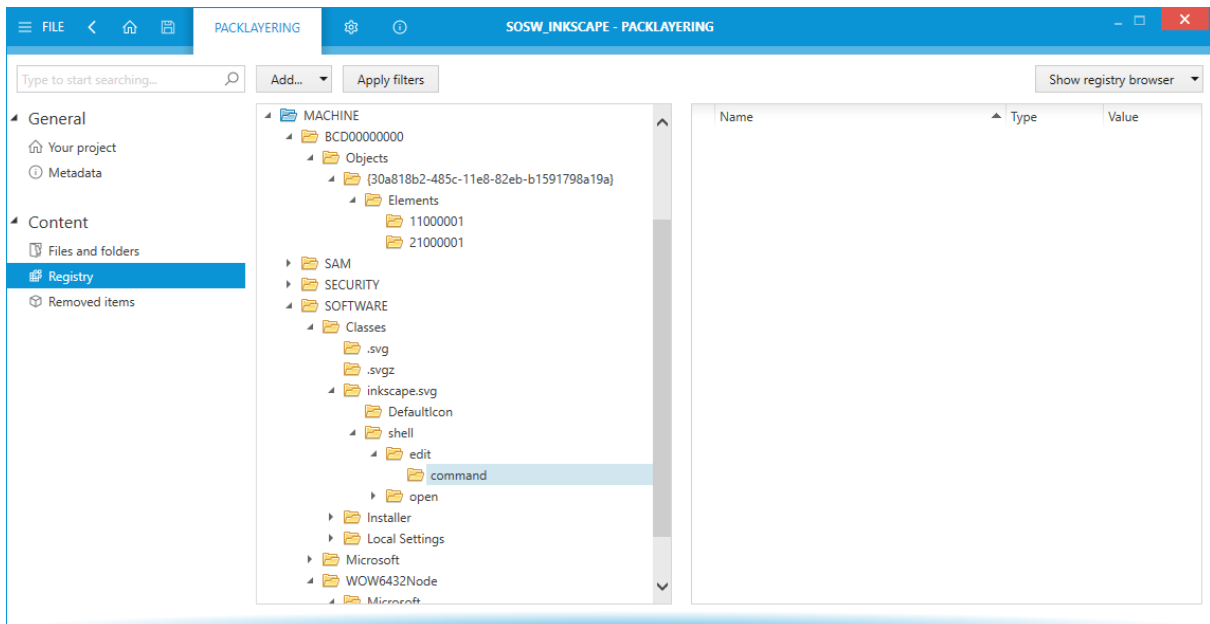 FILE
PACKLAYERING
SOSW_INKSCAPE - PACKLAYERING
Type to start searching...
Add...
Apply filters
Show registry browser
General
Your project
Metadata
Content
Files and folders
Registry
Removed items
MACHINE
BCD00000000
Objects
{30a818b2-485c-11e8-82eb-b1591798a19a}
Elements
11000001
21000001
SAM
SECURITY
SOFTWARE
Classes
.svg
.svgz
inkscape.svg
DefaultIcon
shell
edit
command
open
Installer
Local Settings
Microsoft
WOW6432Node
Microsoft
Name Type Value